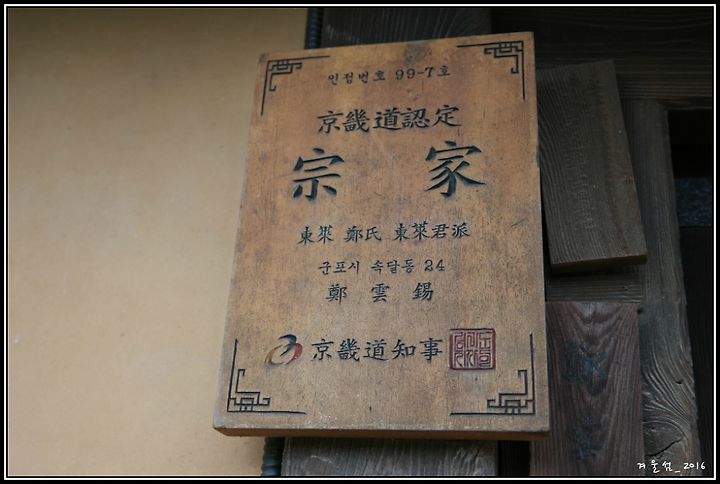 인정번호 99-7호
京畿道認定
宗家
東萊 鄭氏 東萊君派
군포시 속달동 24
鄭雲錫
京畿道知事
겨울섬_2016